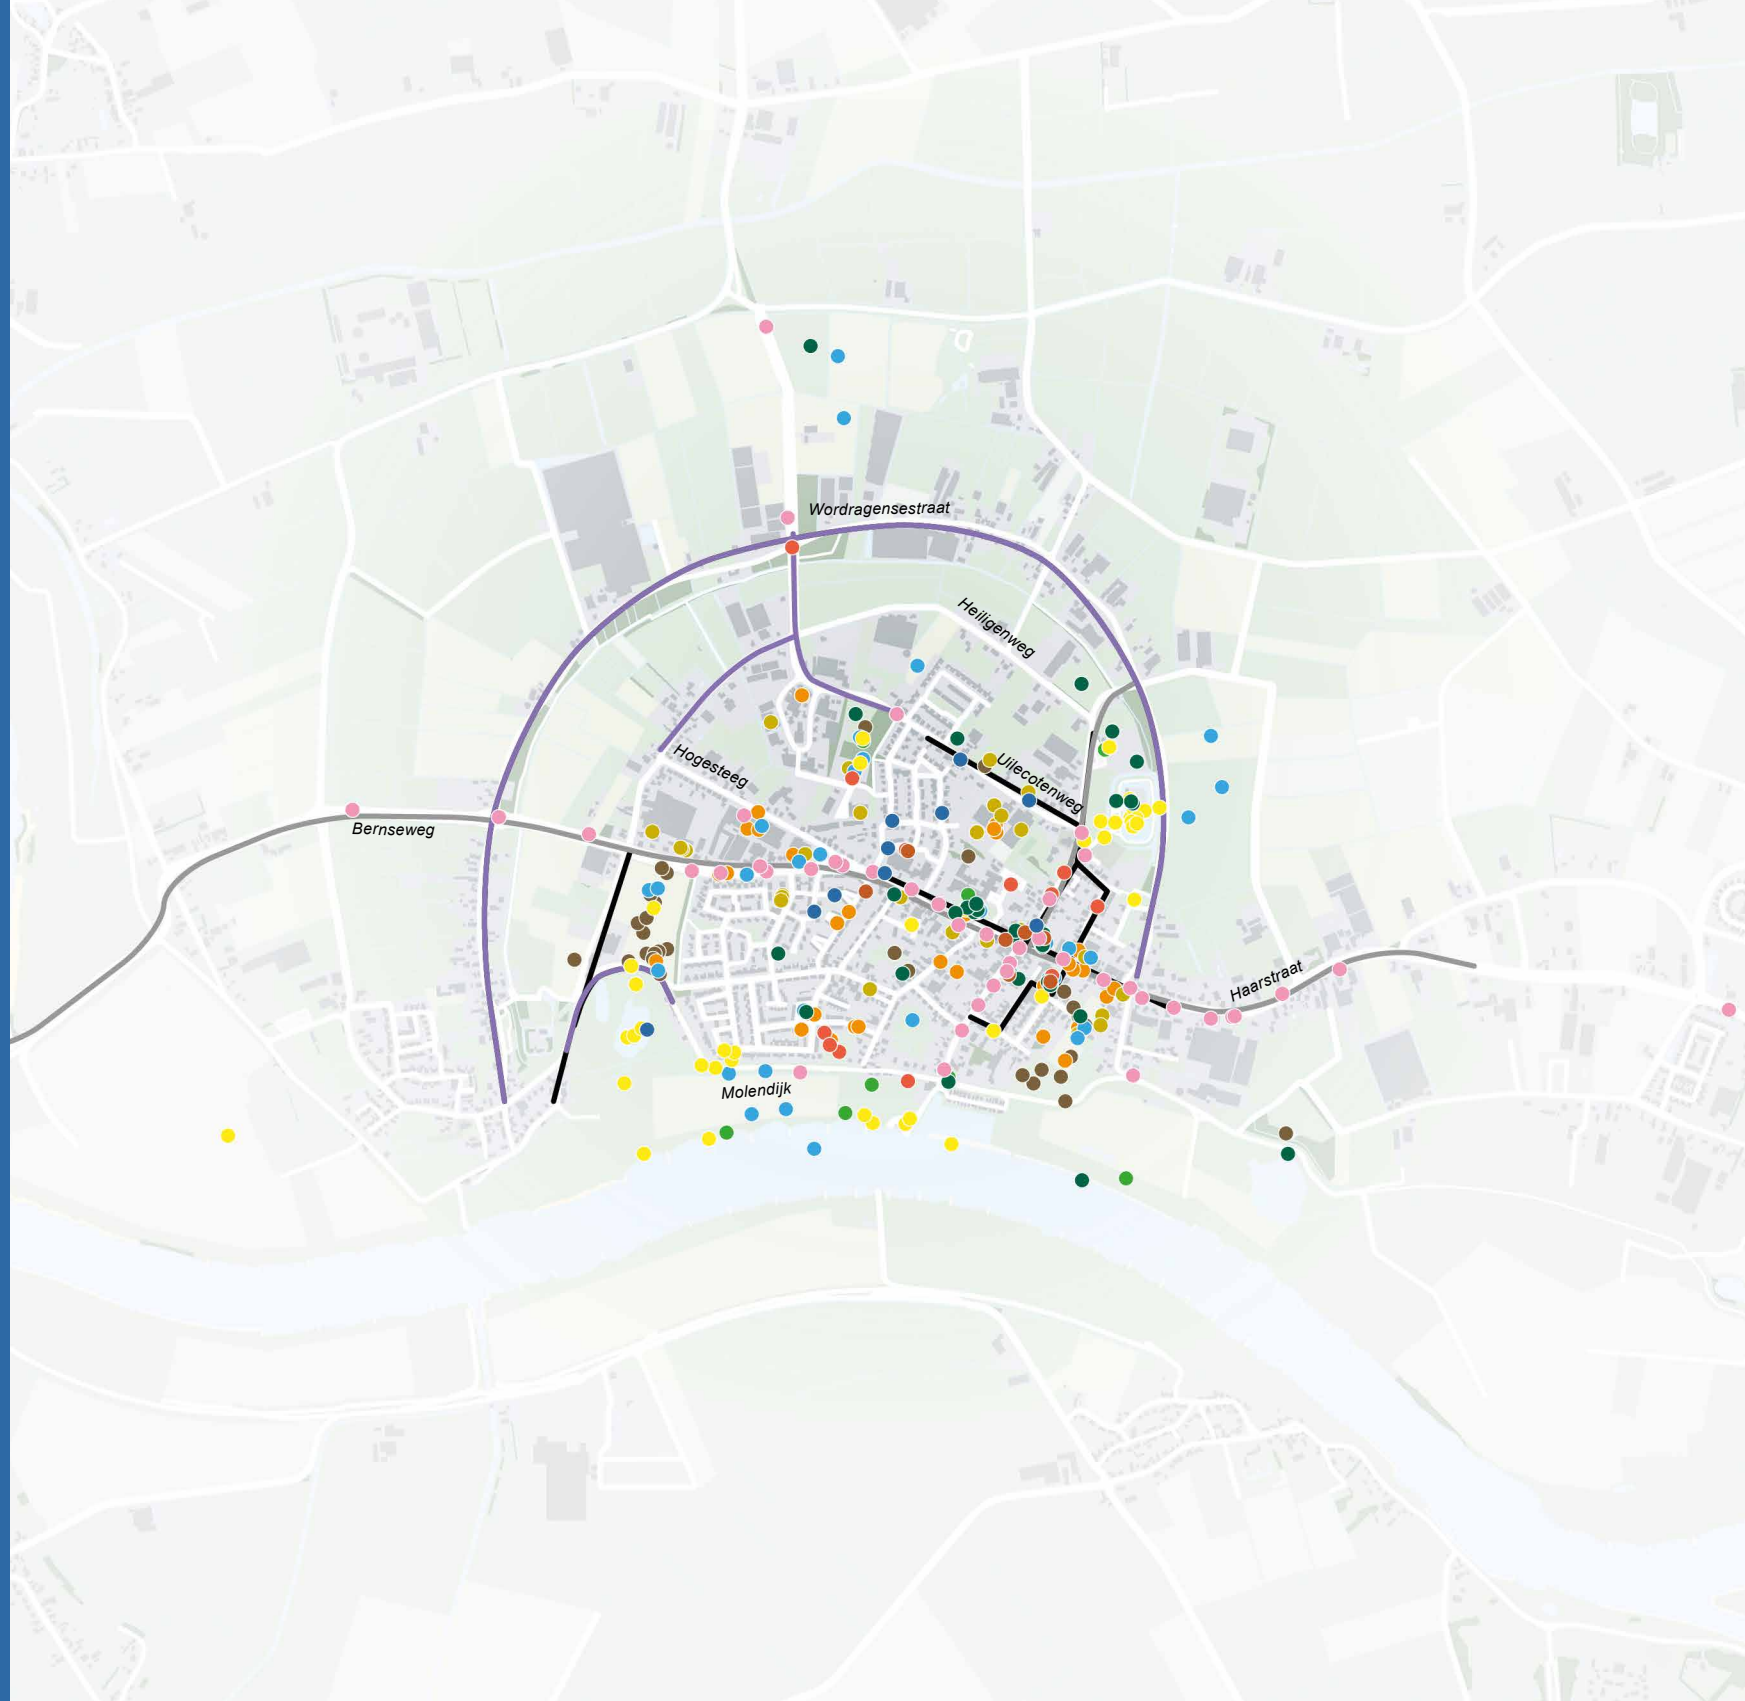 Wordragensestraat
Heiligenweg
Hogesteeg
Uilecotenweg
Bernseweg
Haarstraat
Molendijk